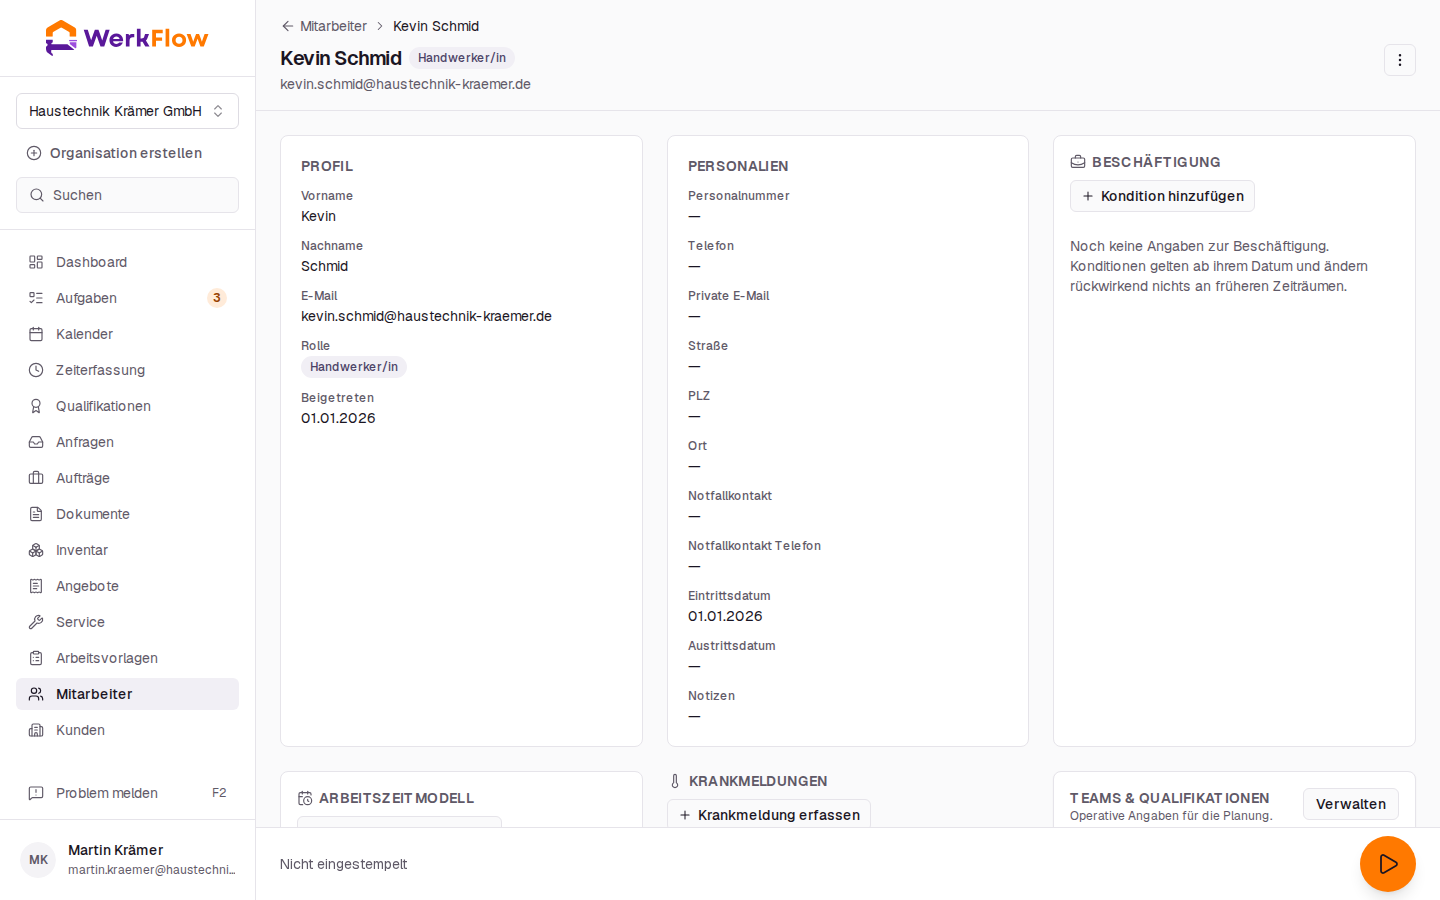 WerkFlow
Haustechnik Krämer GmbH
Organisation erstellen
Suchen
Dashboard
Aufgaben 3
Kalender
Zeiterfassung
Qualifikationen
Anfragen
Aufträge
Dokumente
Inventar
Angebote
Service
Arbeitsvorlagen
Mitarbeiter
Kunden
Problem melden F2
MK
Martin Krämer
martin.kraemer@haustechni...
Mitarbeiter Kevin Schmid
Kevin Schmid Handwerker/in
kevin.schmid@haustechnik-kraemer.de
PROFIL
Vorname
Kevin
Nachname
Schmid
E-Mail
kevin.schmid@haustechnik-kraemer.de
Rolle
Handwerker/in
Beigetreten
01.01.2026
PERSONALIEN
Personalnummer
—
Telefon
—
Private E-Mail
—
Straße
—
PLZ
—
Ort
—
Notfallkontakt
—
Notfallkontakt Telefon
—
Eintrittsdatum
01.01.2026
Austrittsdatum
—
Notizen
—
BESCHÄFTIGUNG
Kondition hinzufügen
Noch keine Angaben zur Beschäftigung.
Konditionen gelten ab ihrem Datum und ändern
rückwirkend nichts an früheren Zeiträumen.
ARBEITSZEITMODELL
KRANKMELDUNGEN
Krankmeldung erfassen
TEAMS & QUALIFIKATIONEN
Operative Angaben für die Planung.
Verwalten
Nicht eingestempelt